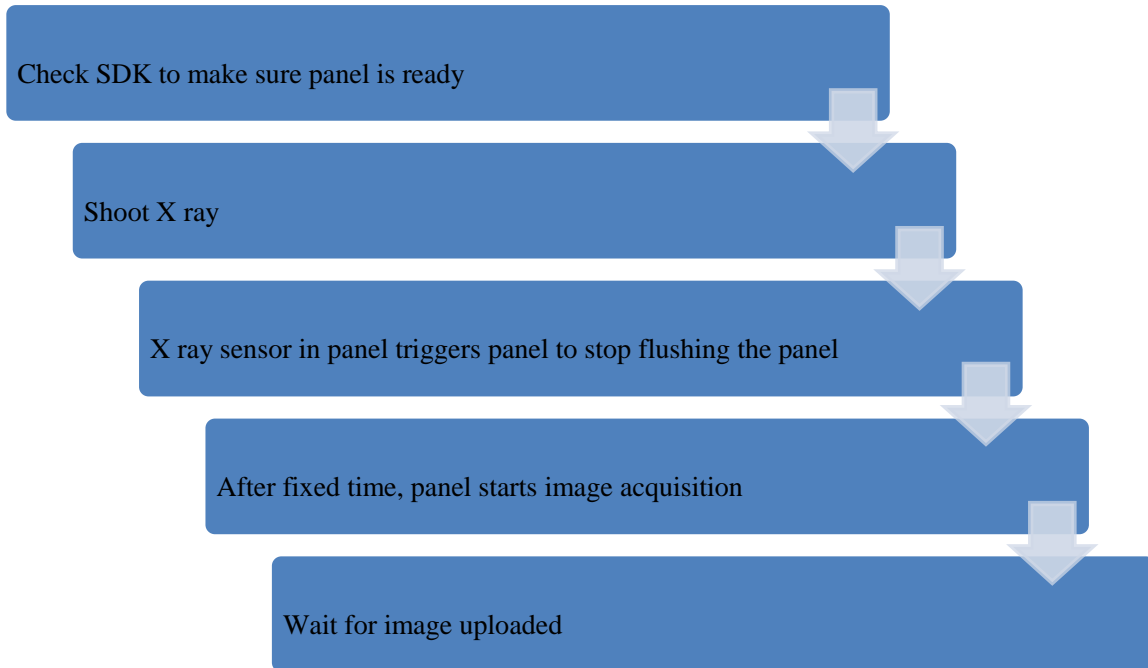 Check SDK to make sure panel is ready
Shoot X ray
X ray sensor in panel triggers panel to stop flushing the panel
After fixed time, panel starts image acquisition
Wait for image uploaded